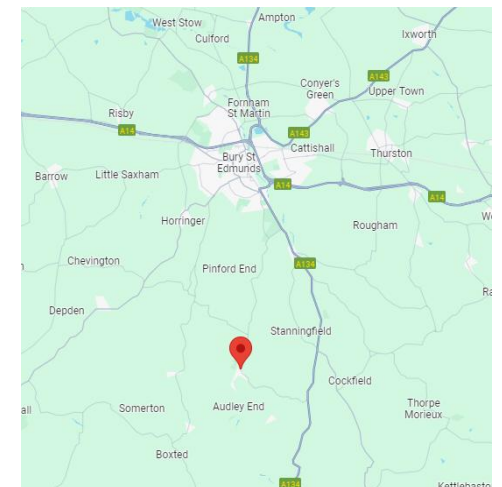 West Stow
Ampton
Culford
Ixworth
A134
Conyer's
Green
A143
Upper Town
Fornham
St Martin
Risby
A14
A143
Cattishall
Thurston
Bury St
Edmunds
Barrow
Little Saxham
A14
A14
Horringer
Rougham
Chevington
Pinford End
A134
Depden
Stanningfield
Cockfield
Somerton
Audley End
Thorpe
Morieux
Boxted
A134